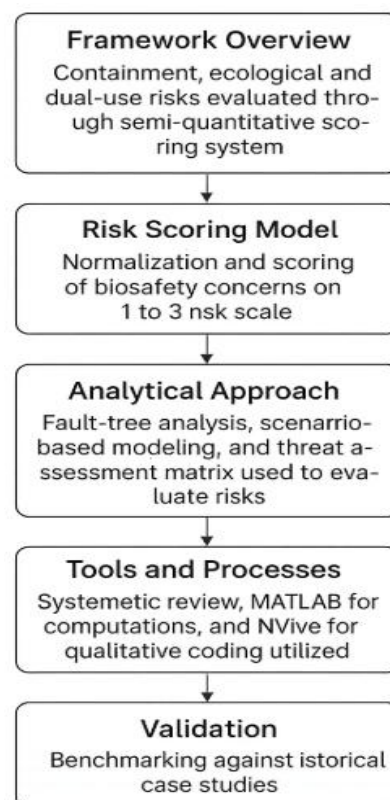 Framework Overview
Containment, ecological and
dual-use risks evaluated thro-
ugh semi-quantitative sco-
ring system
Risk Scoring Model
Normalization and scoring
of biosafety concerns on
1 to 3 nsk scale
Analytical Approach
Fault-tree analysis, scenarrio-
based modeling, and threat a-
ssessment matrix used to eva-
luate risks
Tools and Processes
Systemetic review, MATLAB for
computations, and NVive for
qualitative coding utilized
Validation
Benchmarking against istorical
case studies